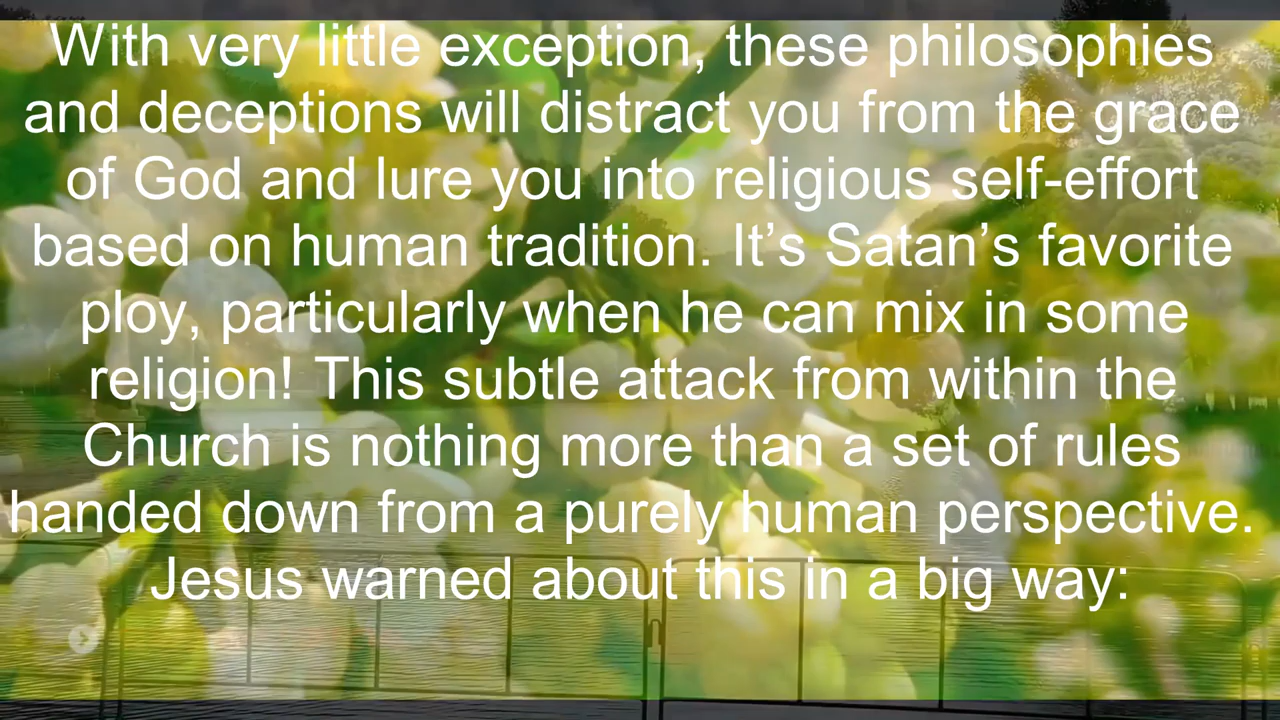 With very little exception, these philosophies
and deceptions will distract you from the grace
of God and lure you into religious self-effort
based on human tradition. It’s Satan’s favorite
ploy, particularly when he can mix in some
religion! This subtle attack from within the
Church is nothing more than a set of rules
handed down from a purely human perspective.
Jesus warned about this in a big way: